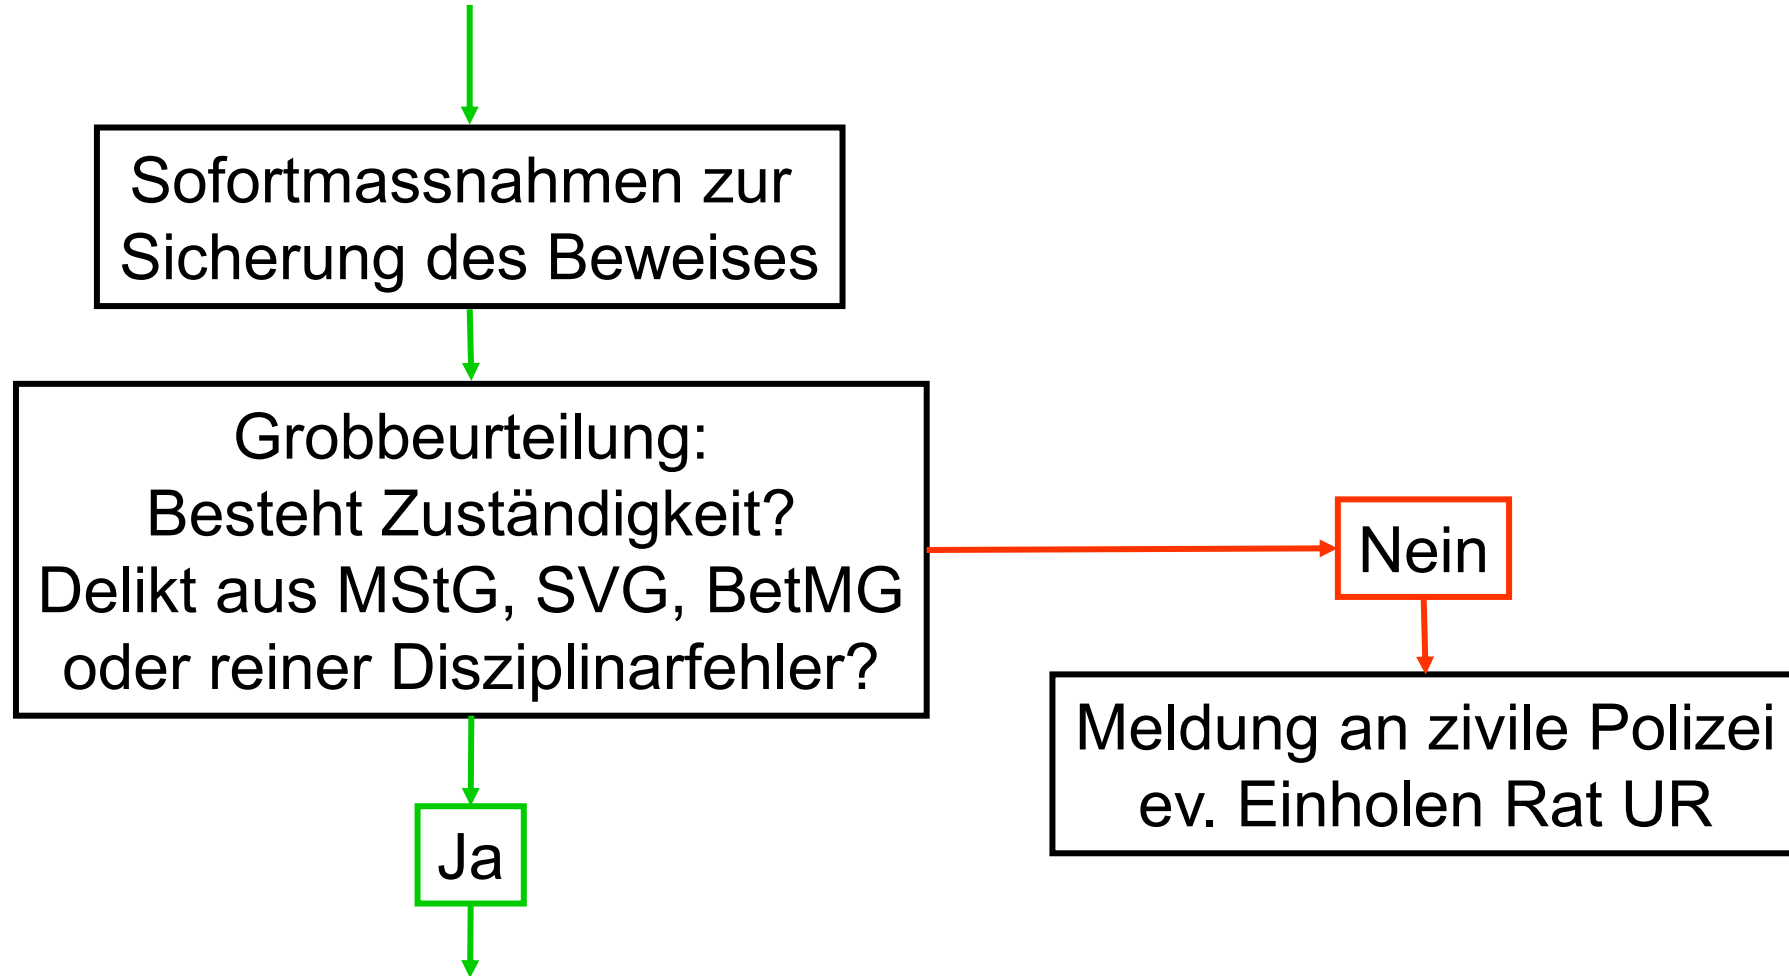 Sofortmassnahmen zur
Sicherung des Beweises
Grobbeurteilung:
Besteht Zuständigkeit?
Delikt aus MStG, SVG, BetMG
oder reiner Disziplinarfehler?
Nein
Meldung an zivile Polizei
ev. Einholen Rat UR
Ja